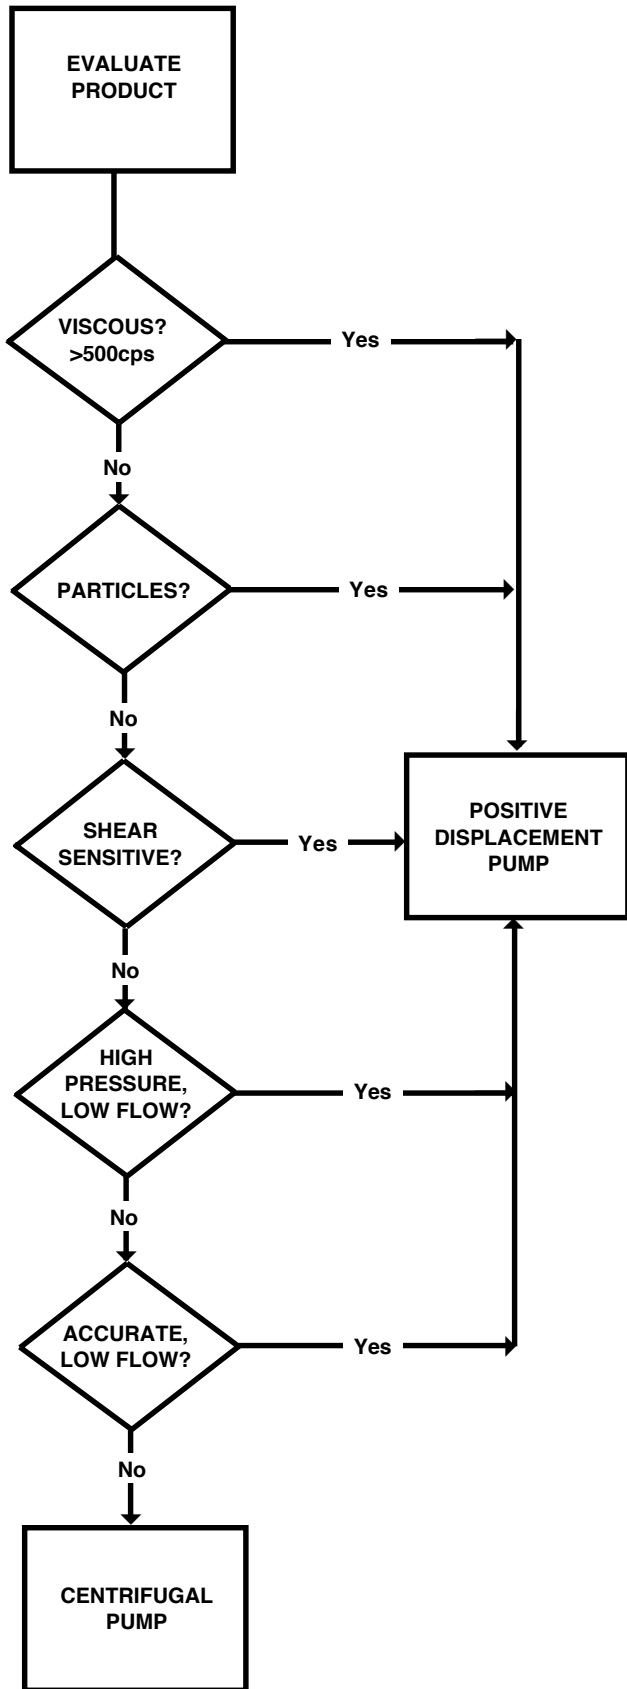 EVALUATE
PRODUCT
VISCOUS?
>500cps
Yes
No
PARTICLES?
Yes
No
SHEAR
SENSITIVE?
Yes
POSITIVE
DISPLACEMENT
PUMP
No
HIGH
PRESSURE,
LOW FLOW?
Yes
No
ACCURATE,
LOW FLOW?
Yes
No
CENTRIFUGAL
PUMP